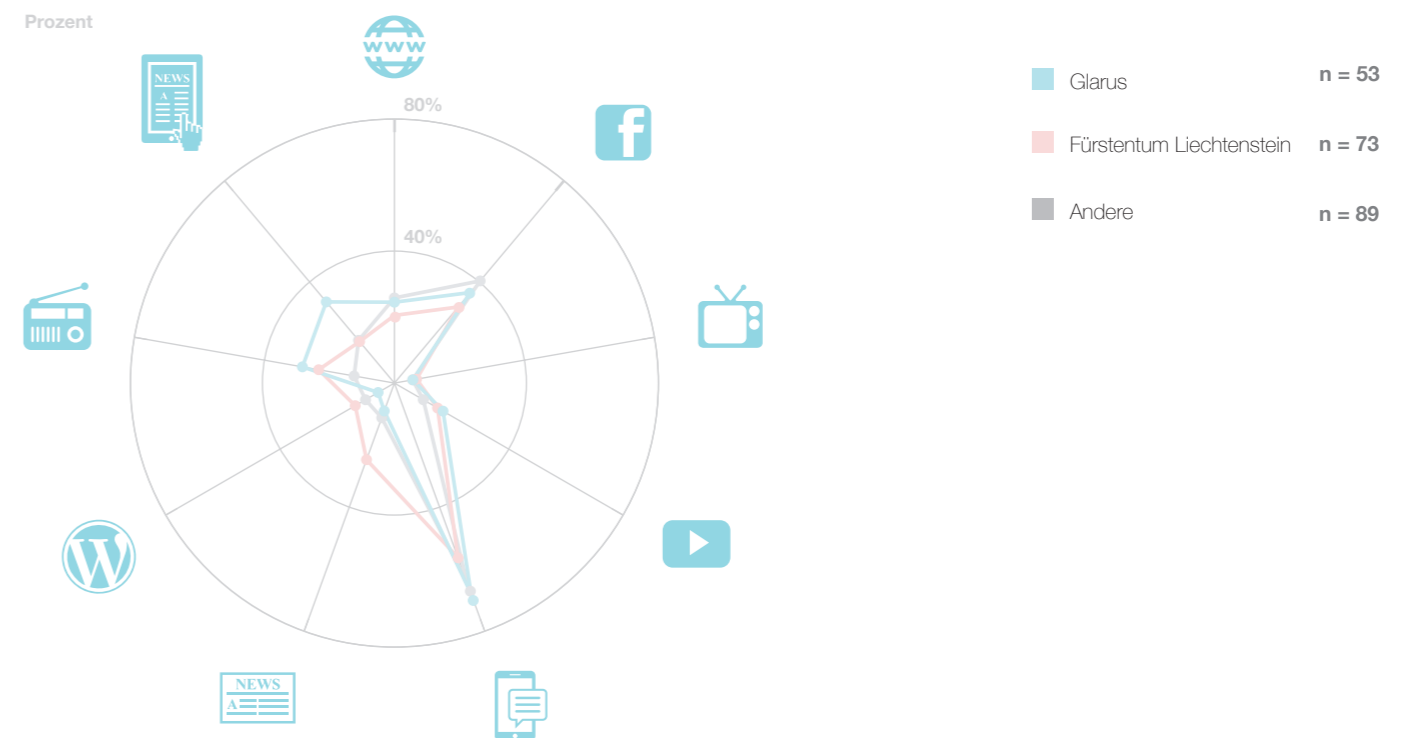 Prozent
www
NEWS
A
80%
f
40%
W
NEWS
A
Glarus n = 53
Fürstentum Liechtenstein n = 73
Andere n = 89